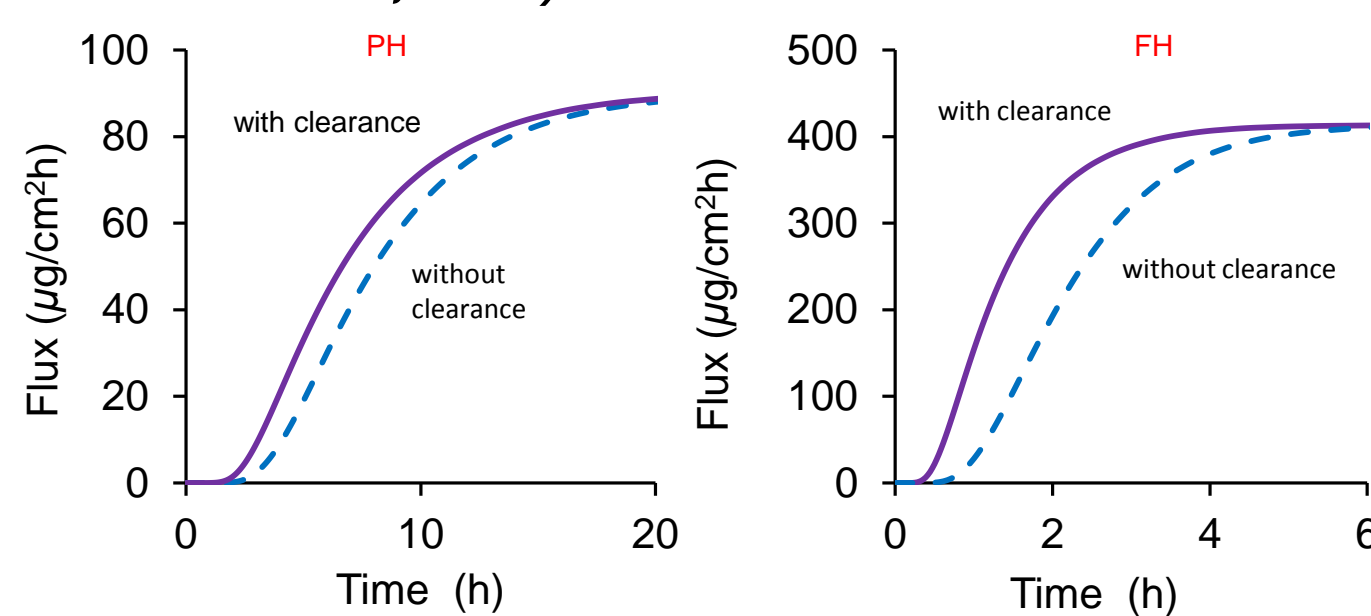 PH
100
80
60
40
20
0
0 10 20
Flux (µg/cm²h)
Time (h)
with clearance
without
clearance
FH
500
400
300
200
100
0
0 2 4 6
Flux (µg/cm²h)
Time (h)
with clearance
without clearance